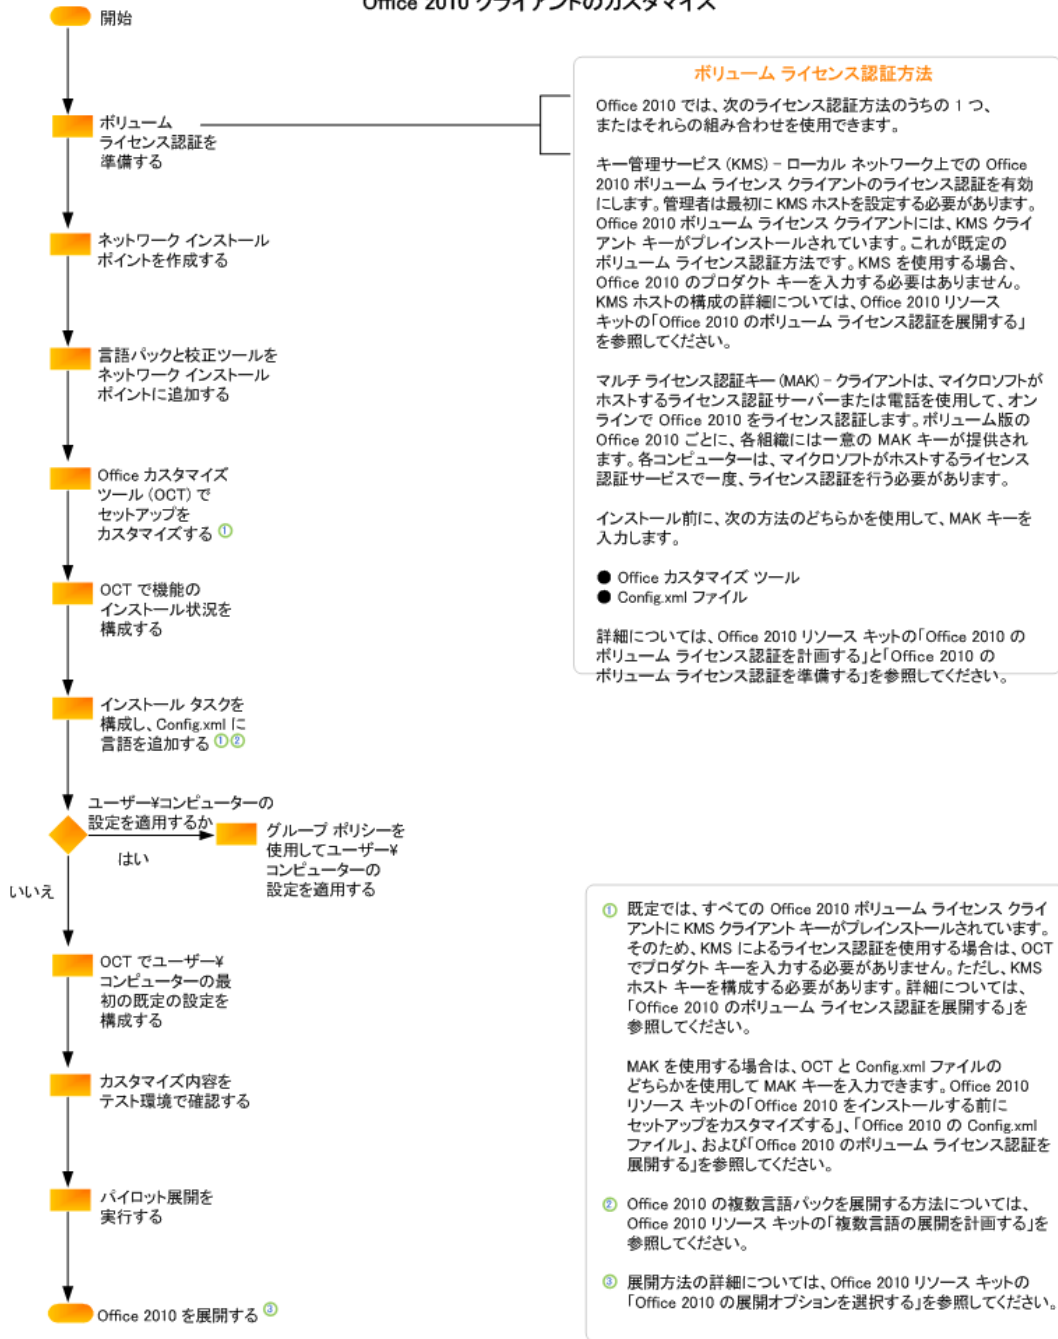 Office 2010 クライアントのカスタマイズ
開始
ボリューム
ライセンス認証を
準備する
ネットワーク インストール
ポイントを作成する
言語パックと校正ツールを
ネットワーク インストール
ポイントに追加する
Office カスタマイズ
ツール (OCT) で
セットアップを
カスタマイズする ①
OCT で機能の
インストール状況を
構成する
インストール タスクを
構成し、Config.xml に
言語を追加する ①②
ユーザー¥コンピューターの
設定を適用するか
はい
いいえ
グループ ポリシーを
使用してユーザー¥
コンピューターの
設定を適用する
OCT でユーザー¥
コンピューターの最
初の既定の設定を
構成する
カスタマイズ内容を
テスト環境で確認する
パイロット展開を
実行する
Office 2010 を展開する ③
ボリューム ライセンス認証方法
Office 2010 では、次のライセンス認証方法のうちの 1 つ、
またはそれらの組み合わせを使用できます。
キー管理サービス (KMS) – ローカル ネットワーク上での Office
2010 ボリューム ライセンス クライアントのライセンス認証を有効
にします。管理者は最初に KMS ホストを設定する必要があります。
Office 2010 ボリューム ライセンス クライアントには、KMS クライ
アント キーがプレインストールされています。これが既定の
ボリューム ライセンス認証方法です。KMS を使用する場合、
Office 2010 のプロダクト キーを入力する必要はありません。
KMS ホストの構成の詳細については、Office 2010 リソース
キットの「Office 2010 のボリューム ライセンス認証を展開する」
を参照してください。
マルチ ライセンス認証キー (MAK) – クライアントは、マイクロソフトが
ホストするライセンス認証サーバーまたは電話を使用して、オン
ラインで Office 2010 をライセンス認証します。ボリューム版の
Office 2010 ごとに、各組織には一意の MAK キーが提供され
ます。各コンピューターは、マイクロソフトがホストするライセンス
認証サービスで一度、ライセンス認証を行う必要があります。
インストール前に、次の方法のどちらかを使用して、MAK キーを
入力します。
● Office カスタマイズ ツール
● Config.xml ファイル
詳細については、Office 2010 リソース キットの「Office 2010 の
ボリューム ライセンス認証を計画する」と「Office 2010 の
ボリューム ライセンス認証を準備する」を参照してください。
① 既定では、すべての Office 2010 ボリューム ライセンス クライ
アントに KMS クライアント キーがプレインストールされています。
そのため、KMS によるライセンス認証を使用する場合は、OCT
でプロダクト キーを入力する必要がありません。ただし、KMS
ホスト キーを構成する必要があります。詳細については、
「Office 2010 のボリューム ライセンス認証を展開する」を
参照してください。
MAK を使用する場合は、OCT と Config.xml ファイルの
どちらかを使用して MAK キーを入力できます。Office 2010
リソース キットの「Office 2010 をインストールする前に
セットアップをカスタマイズする」、「Office 2010 の Config.xml
ファイル」、および「Office 2010 のボリューム ライセンス認証を
展開する」を参照してください。
② Office 2010 の複数言語パックを展開する方法については、
Office 2010 リソース キットの「複数言語の展開を計画する」を
参照してください。
③ 展開方法の詳細については、Office 2010 リソース キットの
「Office 2010 の展開オプションを選択する」を参照してください。